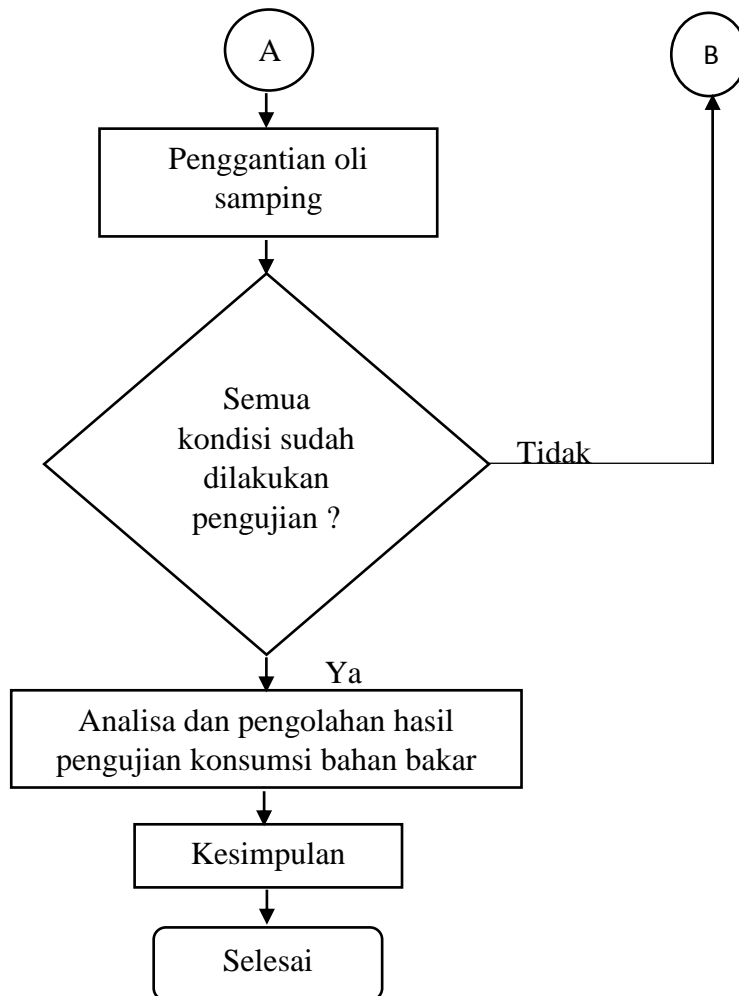 A
B
Penggantian oli
samping
Semua
kondisi sudah
dilakukan
pengujian ?
Tidak
Ya
Analisa dan pengolahan hasil
pengujian konsumsi bahan bakar
Kesimpulan
Selesai